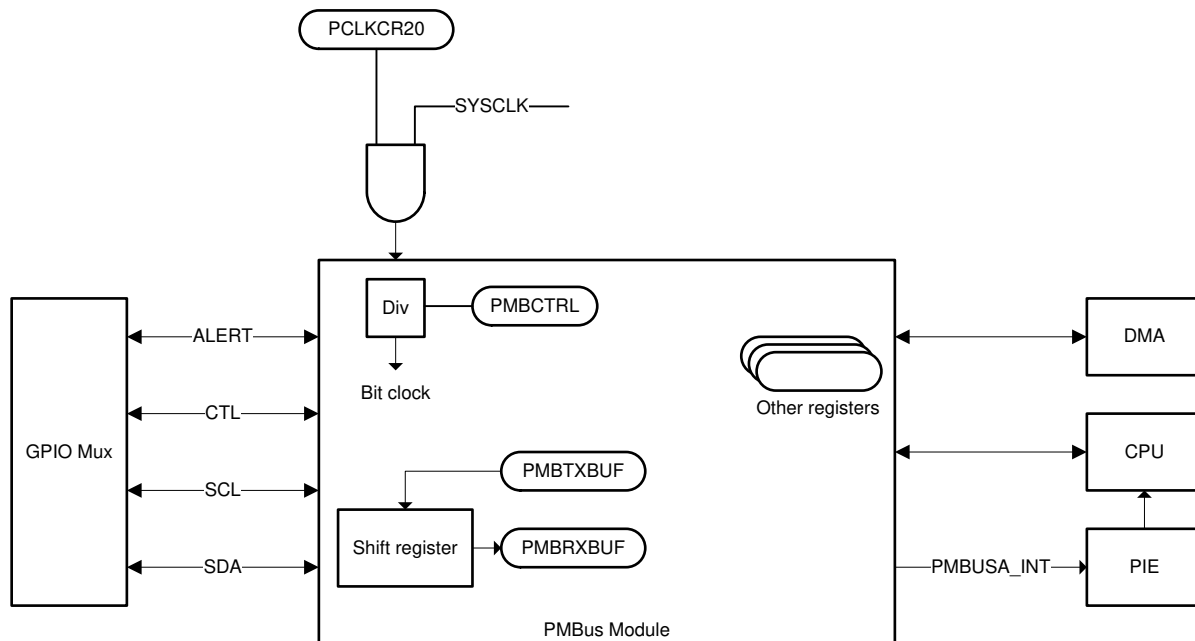 PCLKCR20
SYSCLK
Div
PMBCTRL
ALERT
DMA
Bit clock
Other registers
CTL
GPIO Mux
CPU
PMBTXBUF
SCL
Shift register
PMBRXBUF
SDA
PMBUSA_INT
PIE
PMBus Module